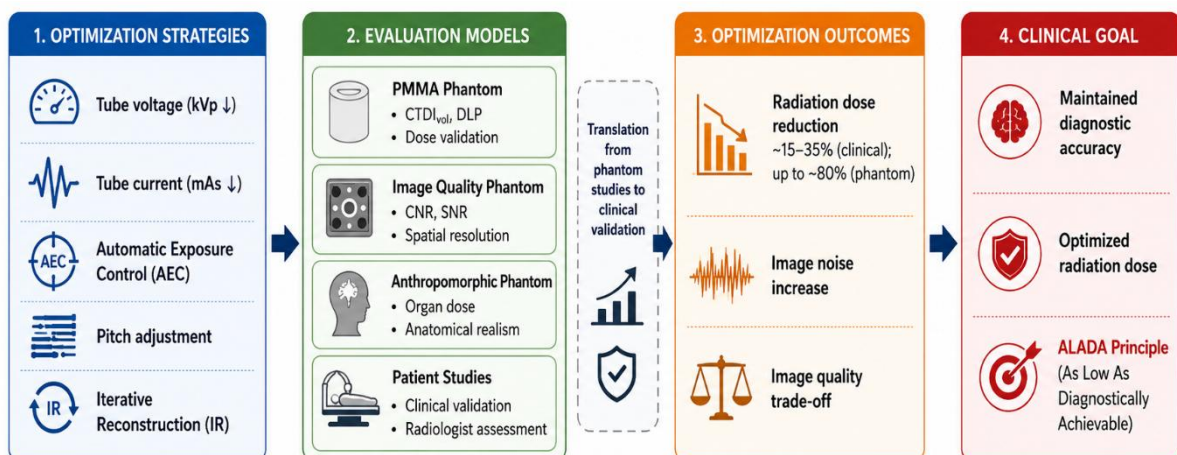 1. OPTIMIZATION STRATEGIES
Tube voltage (kVp ↓)
Tube current (mAs ↓)
AEC
Automatic Exposure
Control (AEC)
Pitch adjustment
IR
Iterative
Reconstruction (IR)
2. EVALUATION MODELS
PMMA Phantom
• CTDIvol, DLP
• Dose validation
Image Quality Phantom
• CNR, SNR
• Spatial resolution
Anthropomorphic Phantom
• Organ dose
• Anatomical realism
Patient Studies
• Clinical validation
• Radiologist assessment
Translation
from
phantom
studies to
clinical
validation
3. OPTIMIZATION OUTCOMES
Radiation dose
reduction
~15–35% (clinical);
up to ~80% (phantom)
Image noise
increase
Image quality
trade-off
4. CLINICAL GOAL
Maintained
diagnostic
accuracy
Optimized
radiation dose
ALADA Principle
(As Low As
Diagnostically
Achievable)